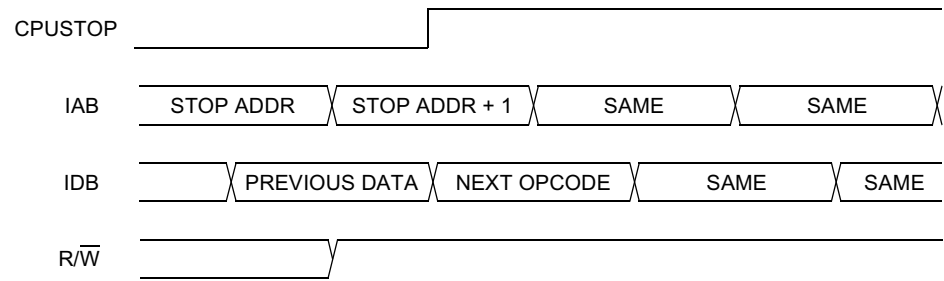 CPUSTOP
IAB STOP ADDR STOP ADDR + 1 SAME SAME
IDB PREVIOUS DATA NEXT OPCODE SAME SAME
R/W̅